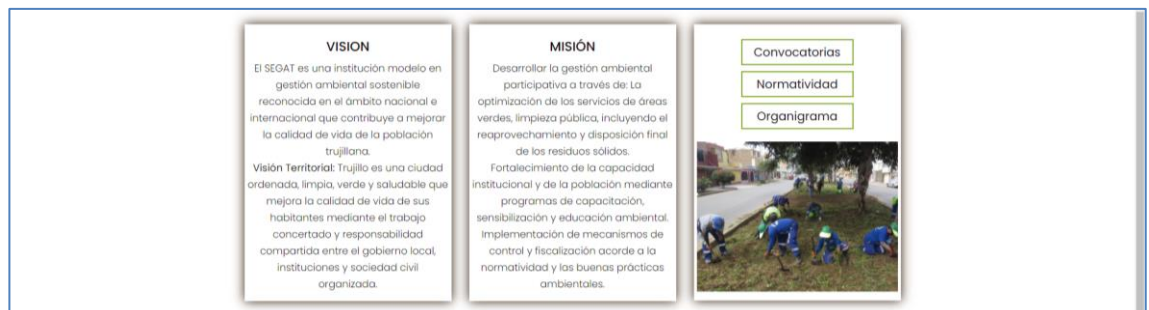 VISION
El SEGAT es una institución modelo en
gestión ambiental sostenible
reconocida en el ámbito nacional e
internacional que contribuye a mejorar
la calidad de vida de la población
trujillana.
Visión Territorial: Trujillo es una ciudad
ordenada, limpia, verde y saludable que
mejora la calidad de vida de sus
habitantes mediante el trabajo
concertado y responsabilidad
compartida entre el gobierno local,
instituciones y sociedad civil
organizada.
MISIÓN
Desarrollar la gestión ambiental
participativa a través de: La
optimización de los servicios de áreas
verdes, limpieza pública, incluyendo el
reaprovechamiento y disposición final
de los residuos sólidos.
Fortalecimiento de la capacidad
institucional y de la población mediante
programas de capacitación,
sensibilización y educación ambiental.
Implementación de mecanismos de
control y fiscalización acorde a la
normatividad y las buenas prácticas
ambientales.
Convocatorias
Normatividad
Organigrama